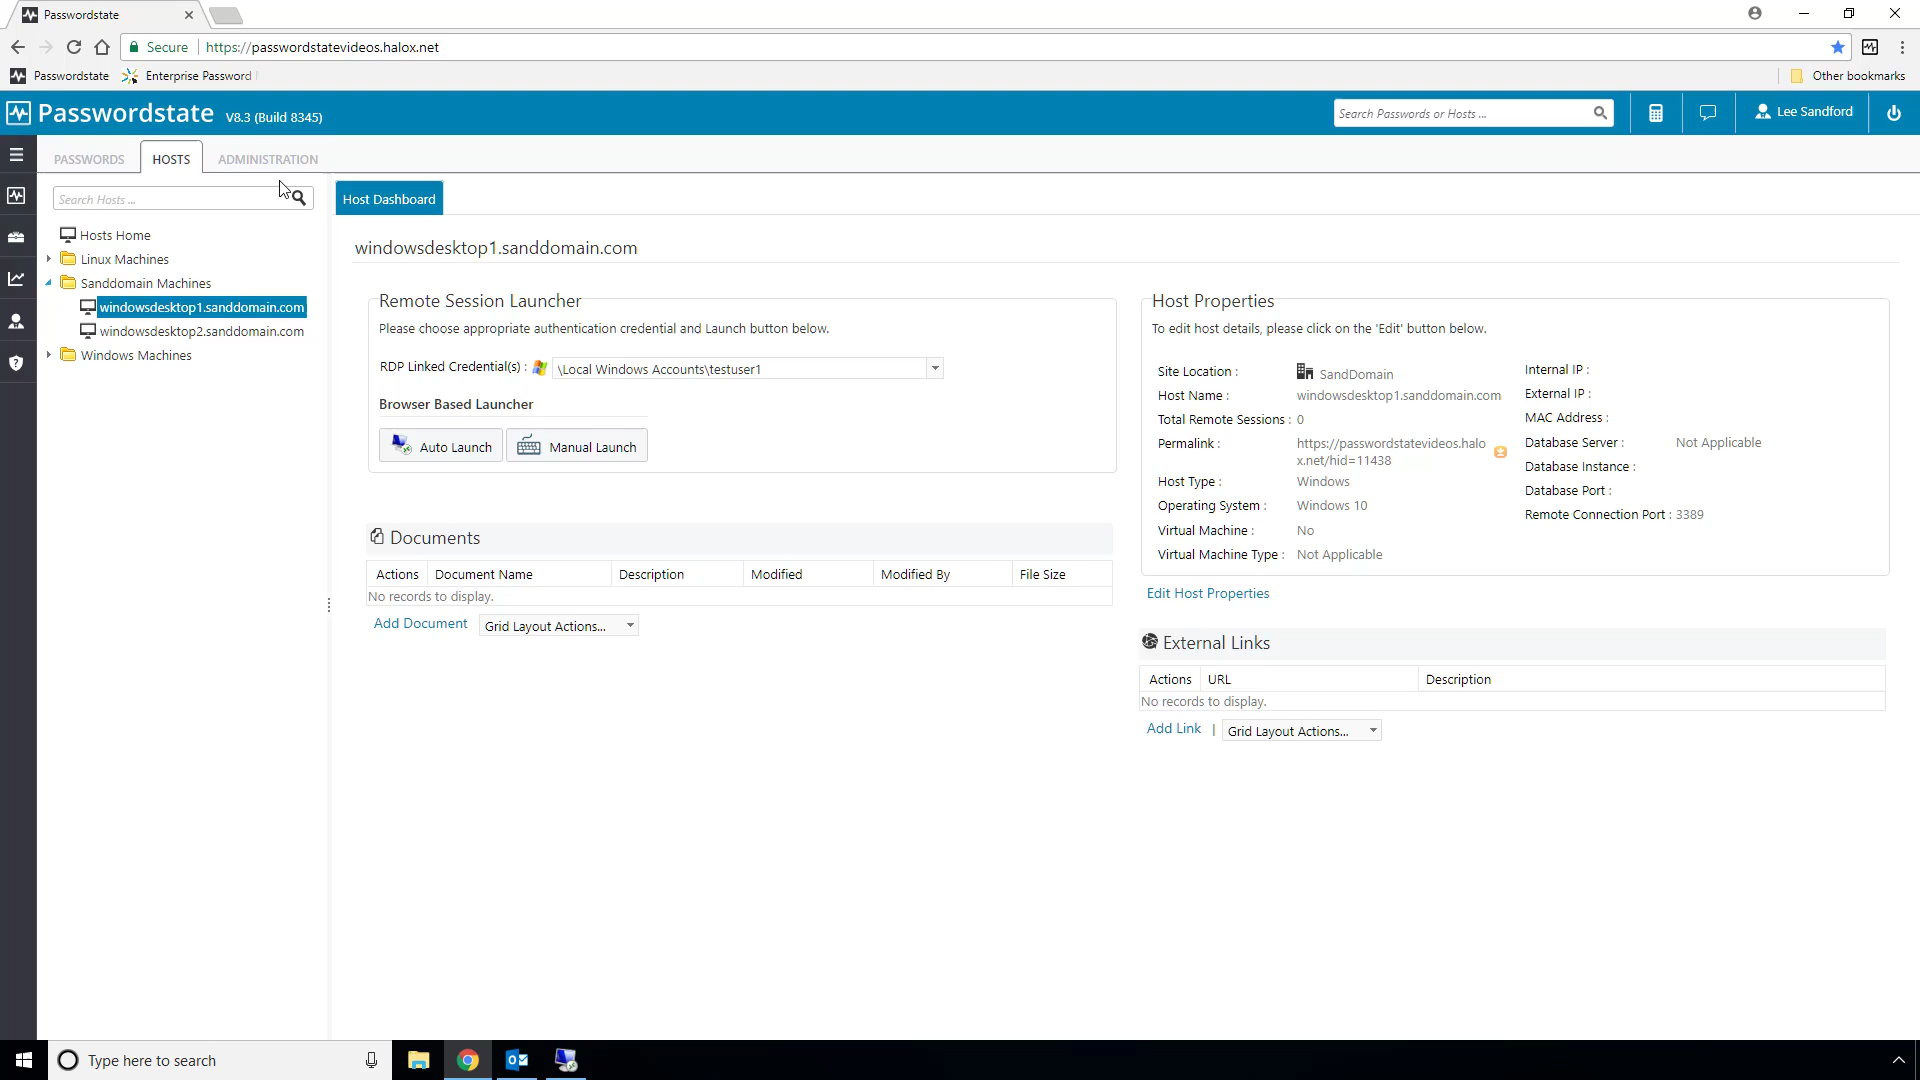 Passwordstate
Secure
https://passwordstatevideos.halox.net
Passwordstate
Enterprise Password
Other bookmarks
Passwordstate V8.3 (Build 8345)
Search Passwords or Hosts ...
Lee Sandford
PASSWORDS
HOSTS
ADMINISTRATION
Search Hosts ...
Hosts Home
Linux Machines
Sanddomain Machines
windowsdesktop1.sanddomain.com
windowsdesktop2.sanddomain.com
Windows Machines
Host Dashboard
windowsdesktop1.sanddomain.com
Remote Session Launcher
Please choose appropriate authentication credential and Launch button below.
RDP Linked Credential(s) : \Local Windows Accounts\testuser1
Browser Based Launcher
Auto Launch
Manual Launch
Documents
Actions Document Name Description Modified Modified By File Size
No records to display.
Add Document Grid Layout Actions...
Host Properties
To edit host details, please click on the 'Edit' button below.
Site Location : SandDomain
Host Name : windowsdesktop1.sanddomain.com
Total Remote Sessions : 0
Permalink : https://passwordstatevideos.halo
x.net/hid=11438
Host Type : Windows
Operating System : Windows 10
Virtual Machine : No
Virtual Machine Type : Not Applicable
Internal IP :
External IP :
MAC Address :
Database Server : Not Applicable
Database Instance :
Database Port :
Remote Connection Port : 3389
Edit Host Properties
External Links
Actions URL Description
No records to display.
Add Link | Grid Layout Actions...
Type here to search